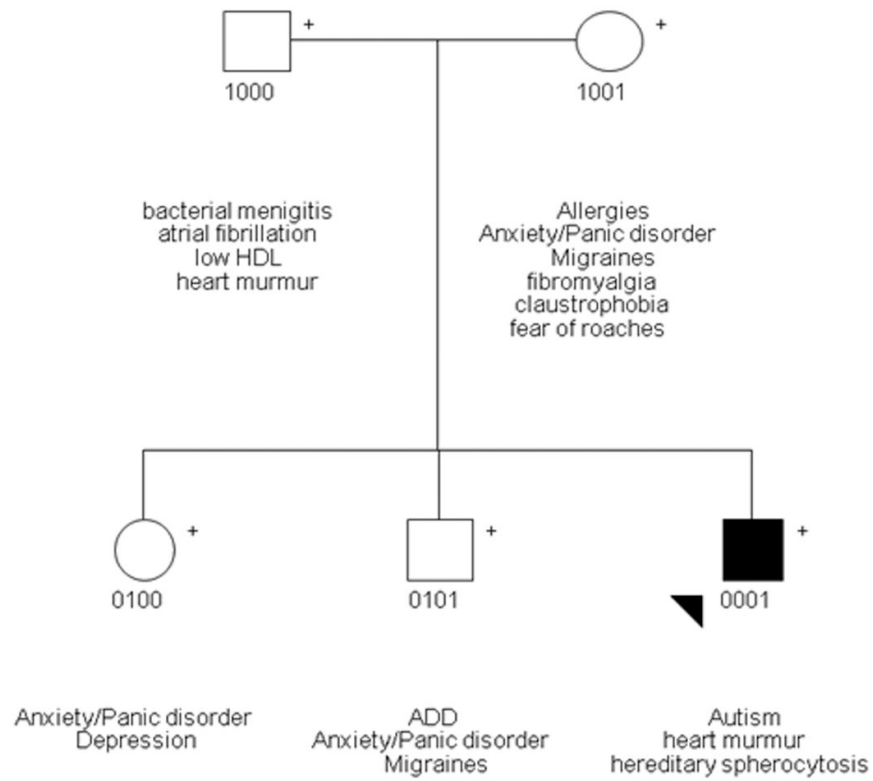 + +
1000 1001
bacterial menigitis
atrial fibrillation
low HDL
heart murmur
Allergies
Anxiety/Panic disorder
Migraines
fibromyalgia
claustrophobia
fear of roaches
+ + +
0100 0101 0001
Anxiety/Panic disorder
Depression
ADD
Anxiety/Panic disorder
Migraines
Autism
heart murmur
hereditary spherocytosis